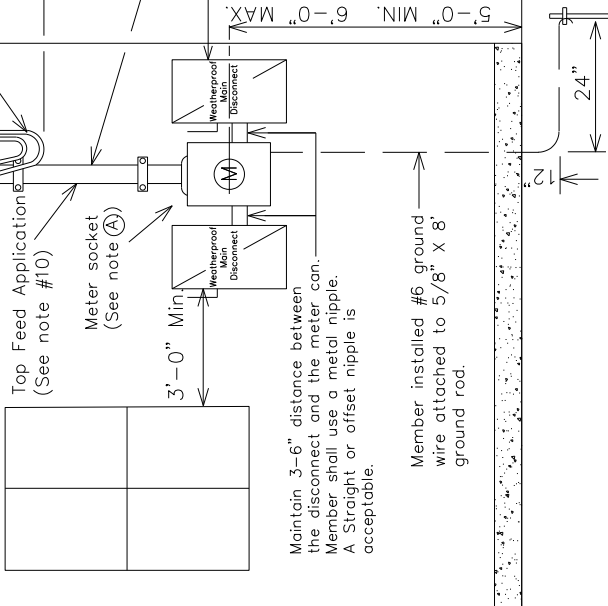 5'-0" MIN. 6'-0" MAX.
Weatherproof
Main
Disconnect
M
24"
12"
Top Feed Application
(See note #10)
Meter socket
(See note A)
Weatherproof
Main
Disconnect
3'-0" Min.
Maintain 3-6" distance between
the disconnect and the meter can.
Member shall use a metal nipple.
A Straight or offset nipple is
acceptable.
Member installed #6 ground
wire attached to 5/8" X 8'
ground rod.